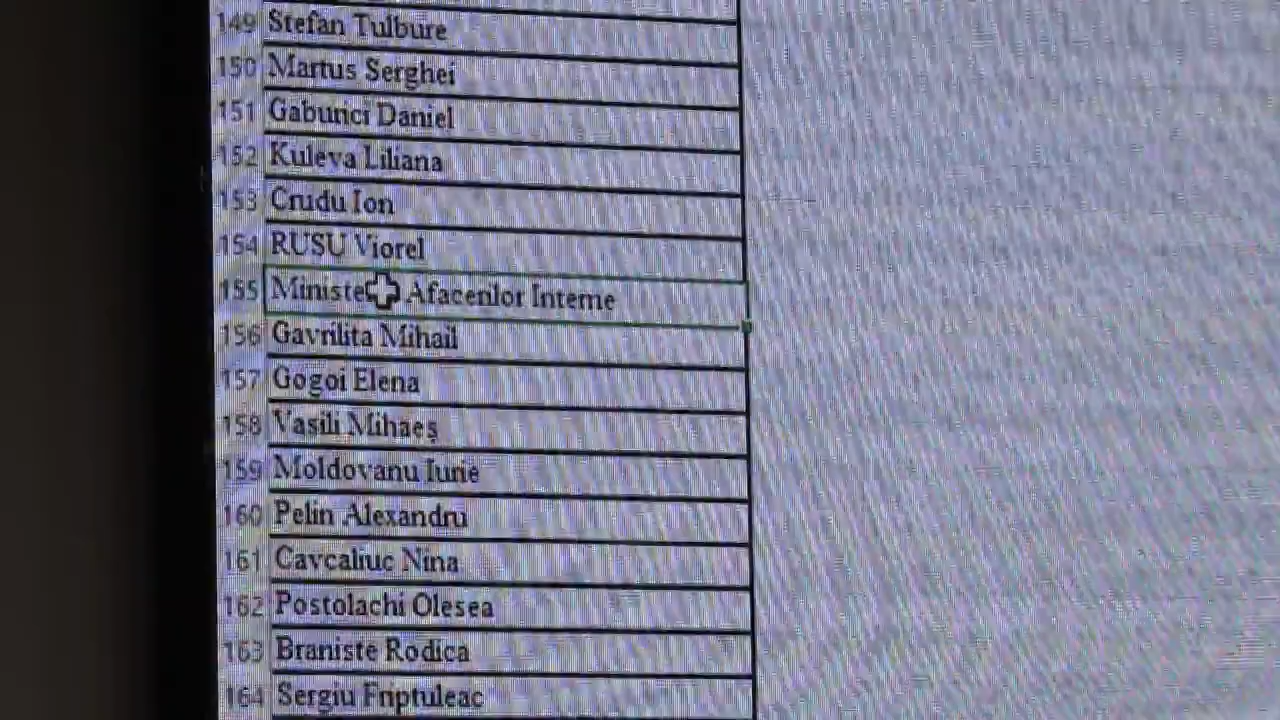 149 Stefan Tulbure
150 Martus Serghei
151 Gaburici Daniel
152 Kuleva Liliana
153 Crudu Ion
154 RUSU Viorel
155 Ministe Afacerilor Interne
156 Gavrilita Mihail
157 Gogoi Elena
158 Vasili Mihaeș
159 Moldovanu Iurie
160 Pelin Alexandru
161 Cavcaliuc Nina
162 Postolachi Olesea
163 Braniste Rodica
164 Sergiu Friptuleac